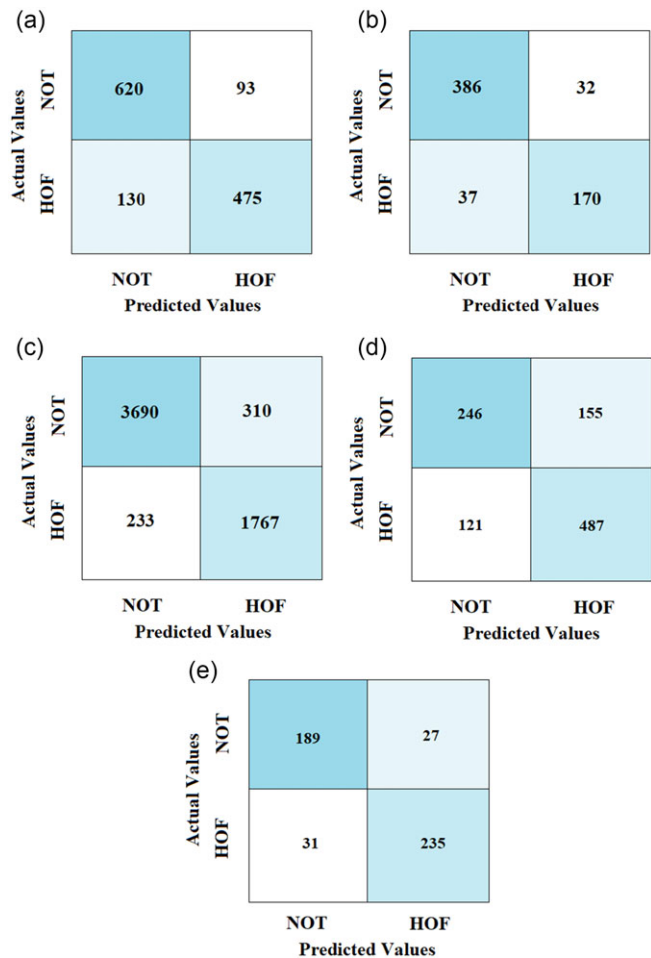 (a)
Actual Values
NOT
HOF
620 93
130 475
NOT HOF
Predicted Values
(b)
Actual Values
NOT
HOF
386 32
37 170
NOT HOF
Predicted Values
(c)
Actual Values
NOT
HOF
3690 310
233 1767
NOT HOF
Predicted Values
(d)
Actual Values
NOT
HOF
246 155
121 487
NOT HOF
Predicted Values
(e)
Actual Values
NOT
HOF
189 27
31 235
NOT HOF
Predicted Values